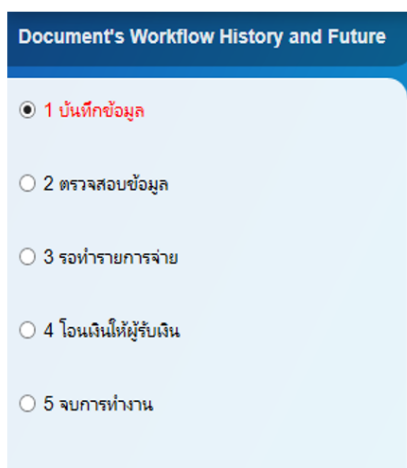 Document's Workflow History and Future
1 บันทึกข้อมูล
2 ตรวจสอบข้อมูล
3 รอทำรายการจ่าย
4 โอนเงินให้ผู้รับเงิน
5 จบการทำงาน